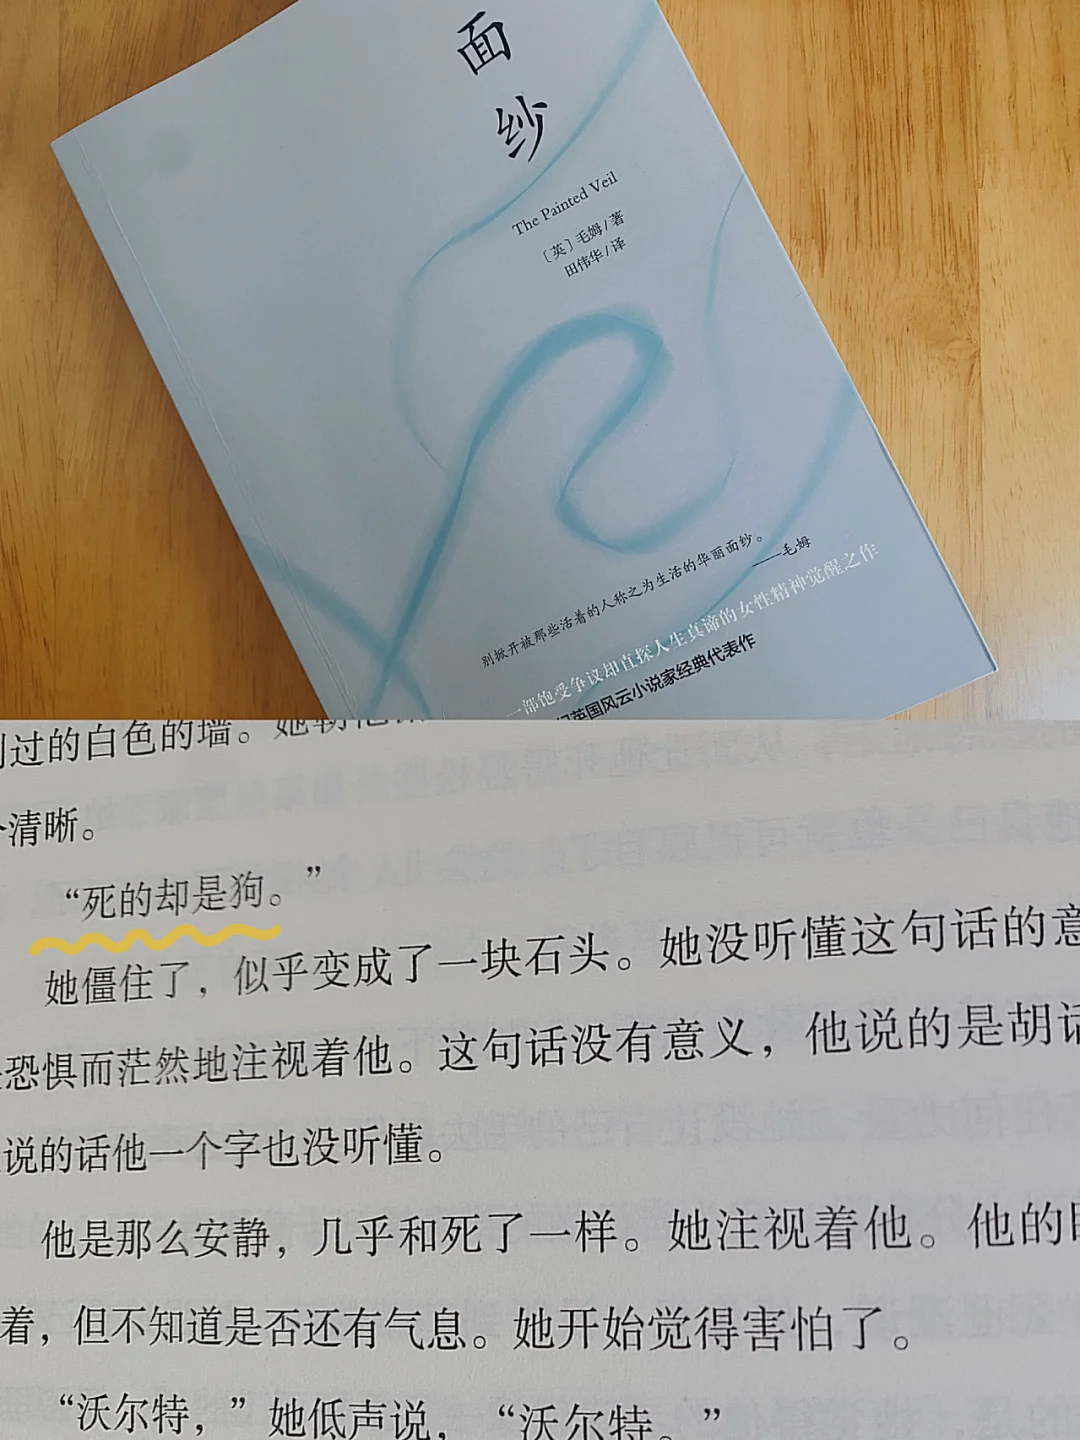 面
纱
The Painted Veil
〔英〕毛姆/著
田伟华/译
别掀开被那些活着的人称之为生活的华丽面纱。
——毛姆
一部饱受争议却直探人生真谛的女性精神觉醒之作
英国风云小说家经典代表作
过的白色的墙。她
清晰。
“死的却是狗。”
她僵住了，似乎变成了一块石头。她没听懂这句话的意
恐惧而茫然地注视着他。这句话没有意义，他说的是胡话
说的话他一个字也没听懂。
他是那么安静，几乎和死了一样。她注视着他。他的
着，但不知道是否还有气息。她开始觉得害怕了。
“沃尔特，”她低声说，“沃尔特。”